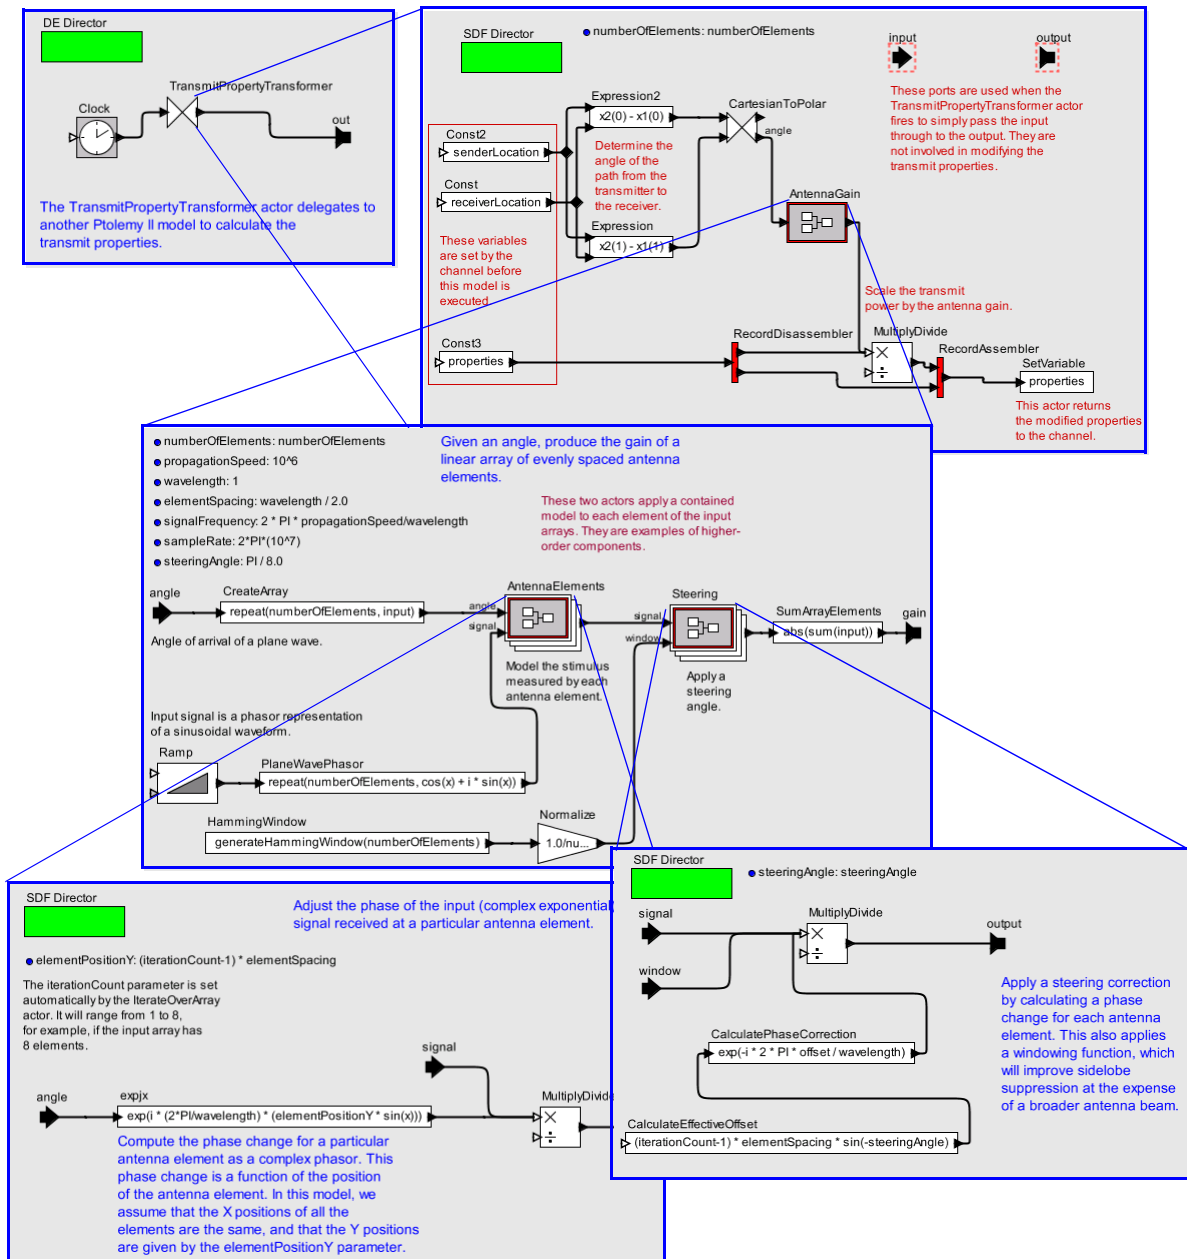 DE Director
Clock
TransmitPropertyTransformer
out
The TransmitPropertyTransformer actor delegates to
another Ptolemy II model to calculate the
transmit properties.
SDF Director
numberOfElements: numberOfElements
input
output
These ports are used when the
TransmitPropertyTransformer actor
fires to simply pass the input
through to the output. They are
not involved in modifying the
transmit properties.
Expression2
x2(0) - x1(0)
CartesianToPolar
angle
Const2
senderLocation
Const
receiverLocation
Determine the
angle of the
path from the
transmitter to
the receiver.
Expression
x2(1) - x1(1)
AntennaGain
These variables
are set by the
channel before
this model is
executed
Scale the transmit
power by the antenna gain.
Const3
properties
RecordDisassembler
MultiplyDivide
RecordAssembler
SetVariable
properties
This actor returns
the modified properties
to the channel.
numberOfElements: numberOfElements
propagationSpeed: 10^6
wavelength: 1
elementSpacing: wavelength / 2.0
signalFrequency: 2 * PI * propagationSpeed/wavelength
sampleRate: 2*PI*(10^7)
steeringAngle: PI / 8.0
Given an angle, produce the gain of a
linear array of evenly spaced antenna
elements.
These two actors apply a contained
model to each element of the input
arrays. They are examples of higher-
order components.
angle
CreateArray
repeat(numberOfElements, input)
Angle of arrival of a plane wave.
AntennaElements
angle
signal
Model the stimulus
measured by each
antenna element.
Steering
signal
window
Apply a
steering
angle.
SumArrayElements
abs(sum(input))
gain
Input signal is a phasor representation
of a sinusoidal waveform.
Ramp
PlaneWavePhasor
repeat(numberOfElements, cos(x) + i * sin(x))
HammingWindow
generateHammingWindow(numberOfElements)
Normalize
1.0/nu...
SDF Director
Adjust the phase of the input (complex exponential
signal received at a particular antenna element.
elementPositionY: (iterationCount-1) * elementSpacing
The iterationCount parameter is set
automatically by the IterateOverArray
actor. It will range from 1 to 8,
for example, if the input array has
8 elements.
signal
angle
expjx
exp(i * (2*PI/wavelength) * (elementPositionY * sin(x)))
MultiplyDivid
Compute the phase change for a particular
antenna element as a complex phasor. This
phase change is a function of the position
of the antenna element. In this model, we
assume that the X positions of all the
elements are the same, and that the Y positions
are given by the elementPositionY parameter.
SDF Director
steeringAngle: steeringAngle
signal
window
MultiplyDivide
output
Apply a steering correction
by calculating a phase
change for each antenna
element. This also applies
a windowing function, which
will improve sidelobe
suppression at the expense
of a broader antenna beam.
CalculatePhaseCorrection
exp(-i * 2 * PI * offset / wavelength)
CalculateEffectiveOffset
(iterationCount-1) * elementSpacing * sin(-steeringAngle)